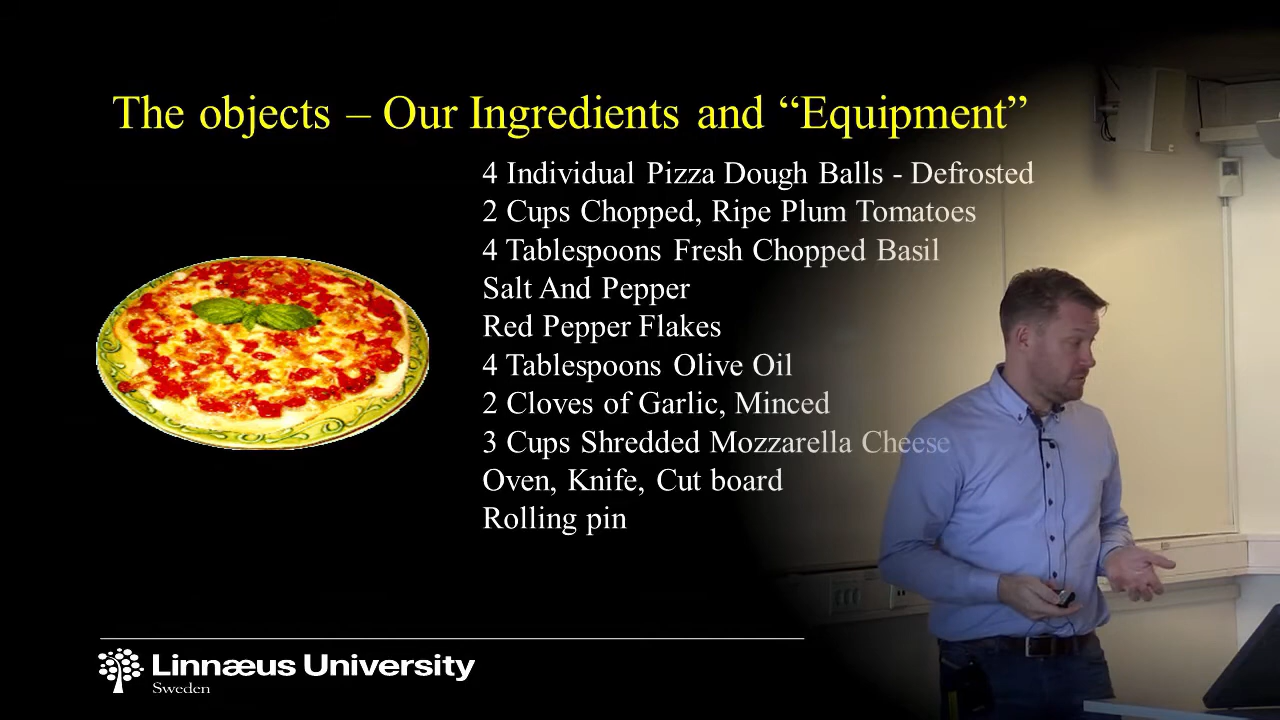 The objects – Our Ingredients and “Equipment”
4 Individual Pizza Dough Balls - Defrosted
2 Cups Chopped, Ripe Plum Tomatoes
4 Tablespoons Fresh Chopped Basil
Salt And Pepper
Red Pepper Flakes
4 Tablespoons Olive Oil
2 Cloves of Garlic, Minced
3 Cups Shredded Mozzarella Cheese
Oven, Knife, Cut board
Rolling pin
Linnæus University
Sweden